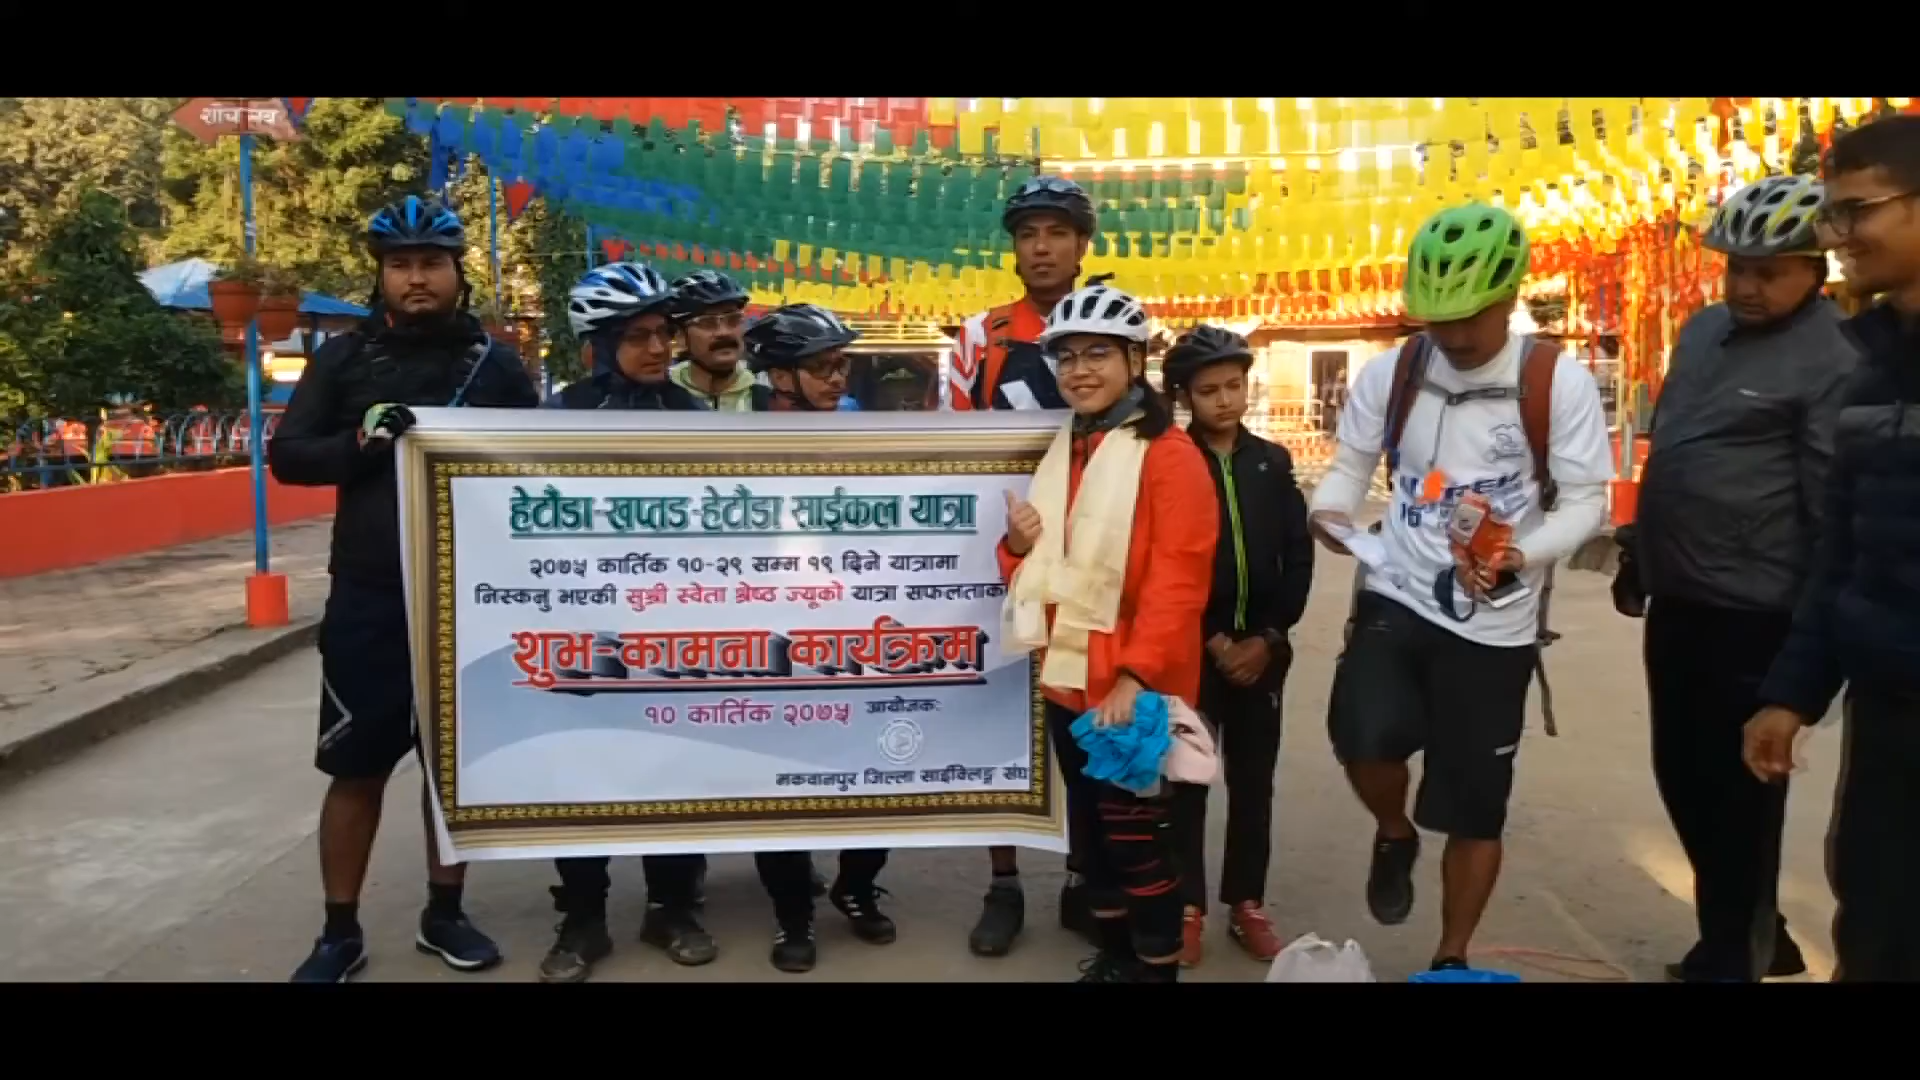 शौचालय
हेटौंडा-खप्तड-हेटौंडा साईकल यात्रा
२०७५ कार्तिक १०-२९ सम्म १९ दिने यात्रामा
निस्कनु भएकी सुश्री स्वेता श्रेष्ठ ज्यूको यात्रा सफलताको
शुभ-कामना कार्यक्रम
१० कार्तिक २०७५
आयोजक:
मकवानपुर जिल्ला साईक्लिङ्ग संघ